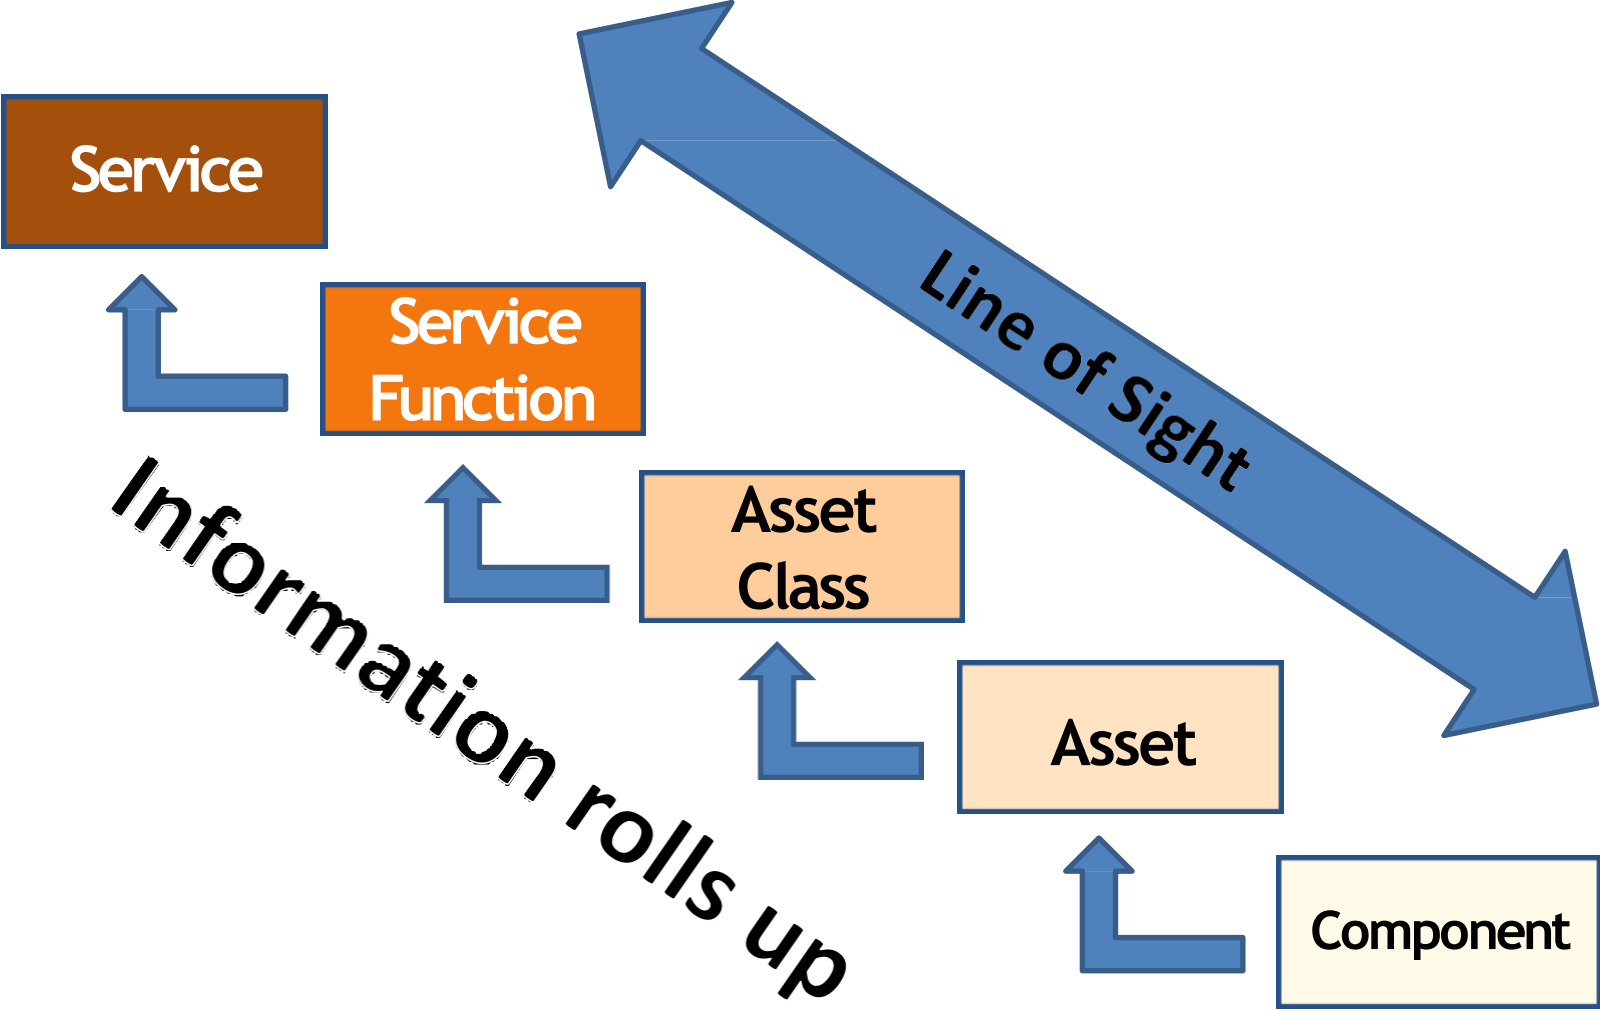 Service
Service
Function
Line of Sight
Asset
Class
Information rolls up
Asset
Component